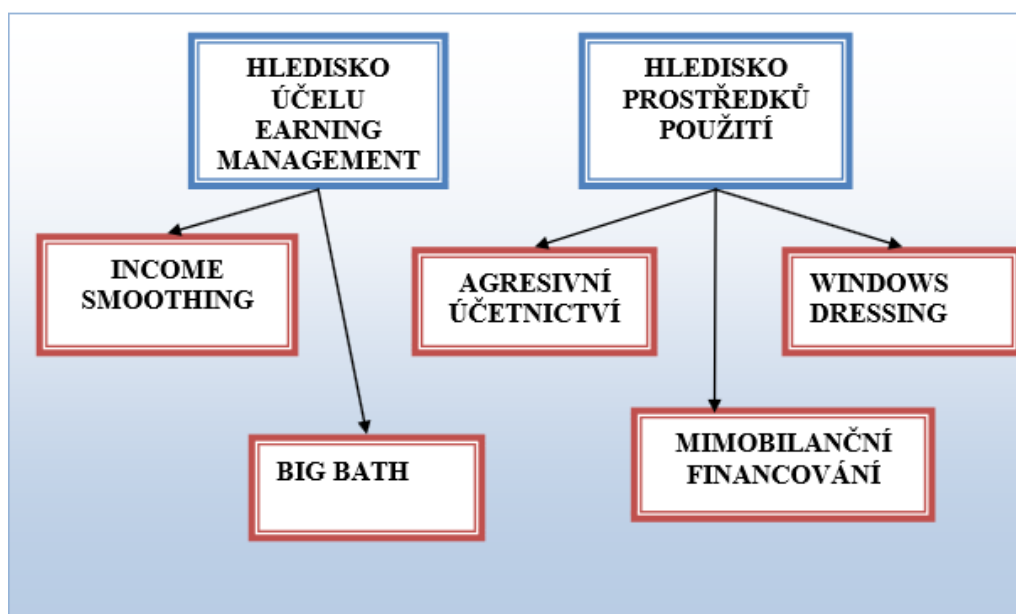 HLEDISKO
ÚČELU
EARNING
MANAGEMENT
HLEDISKO
PROSTŘEDKŮ
POUŽITÍ
INCOME
SMOOTHING
AGRESIVNÍ
ÚČETNICTVÍ
WINDOWS
DRESSING
BIG BATH
MIMOBILANČNÍ
FINANCOVÁNÍ